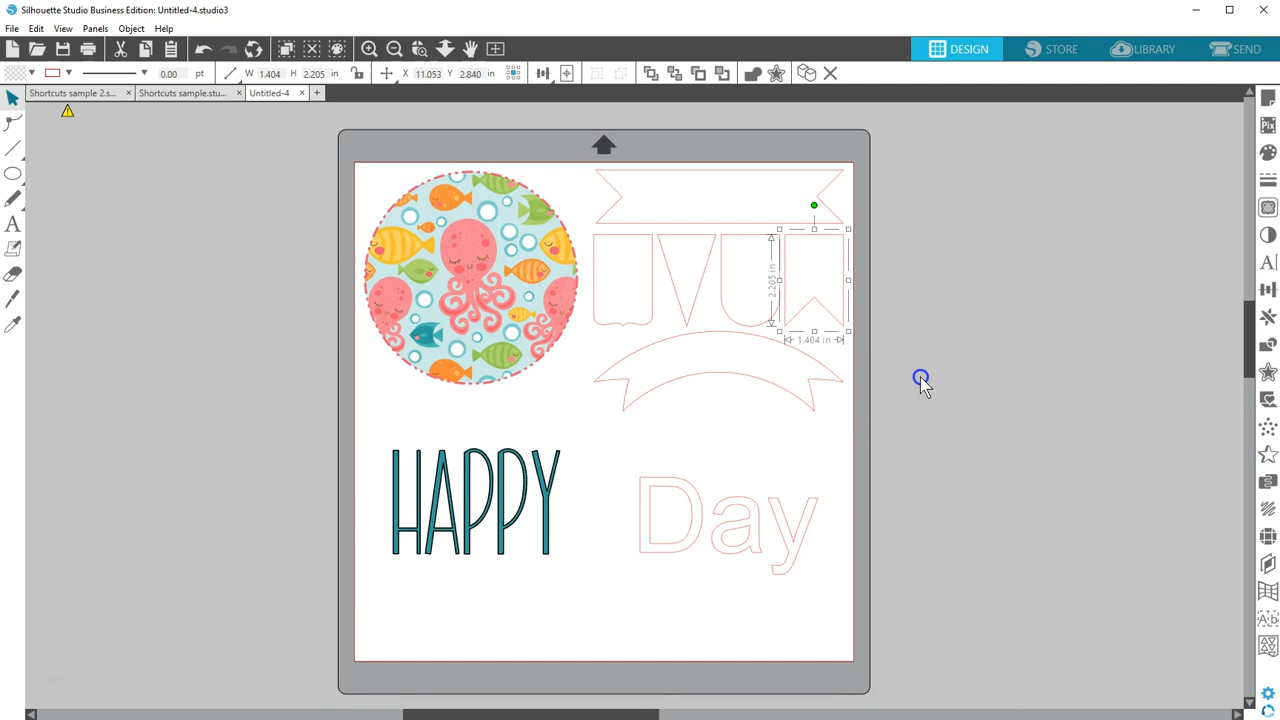 Silhouette Studio Business Edition: Untitled-4.studio3
File Edit View Panels Object Help
DESIGN STORE LIBRARY SEND
0.00 pt W 1.404 H 2.205 in X 11.053 Y 2.840 in
Shortcuts sample 2.s... Shortcuts sample.stu... Untitled-4
Pix
2.205 in
1.404 in
HAPPY
Day